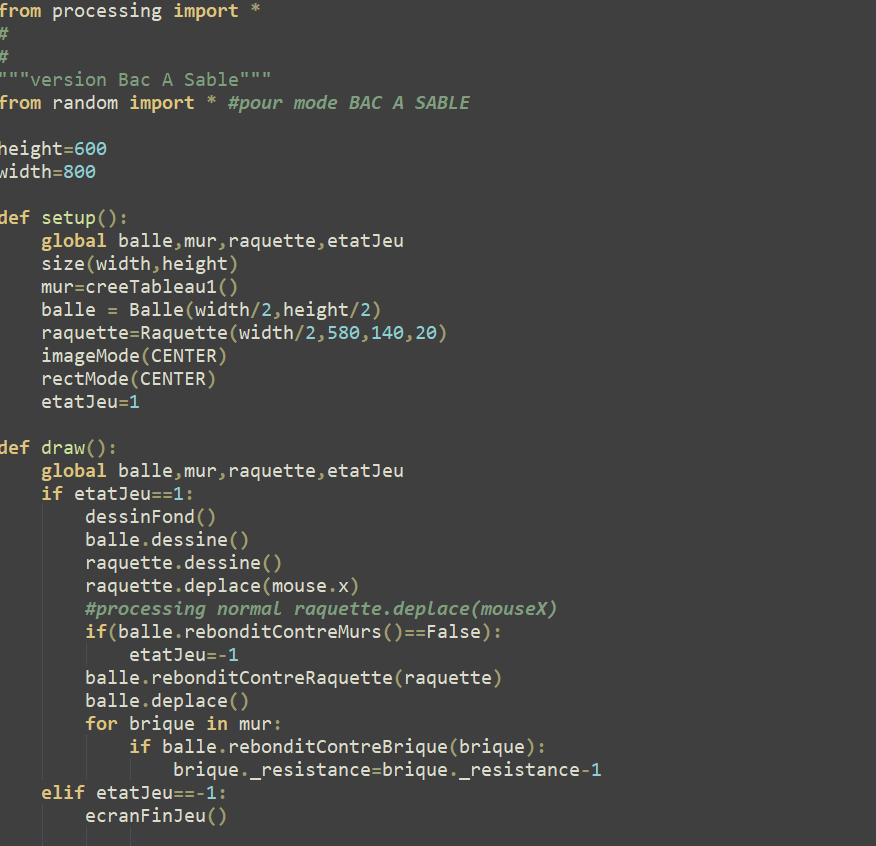 from processing import *
#
#
"""version Bac A Sable"""
from random import * #pour mode BAC A SABLE
height=600
width=800
def setup():
    global balle,mur,raquette,etatJeu
    size(width,height)
    mur=creeTableau1()
    balle = Balle(width/2,height/2)
    raquette=Raquette(width/2,580,140,20)
    imageMode(CENTER)
    rectMode(CENTER)
    etatJeu=1
def draw():
    global balle,mur,raquette,etatJeu
    if etatJeu==1:
        dessinFond()
        balle.dessine()
        raquette.dessine()
        raquette.deplace(mouse.x)
        #processing normal raquette.deplace(mouseX)
        if(balle.rebonditContreMurs()==False):
            etatJeu=-1
        balle.rebonditContreRaquette(raquette)
        balle.deplace()
        for brique in mur:
            if balle.rebonditContreBrique(brique):
                brique._resistance=brique._resistance-1
    elif etatJeu==-1:
        ecranFinJeu()